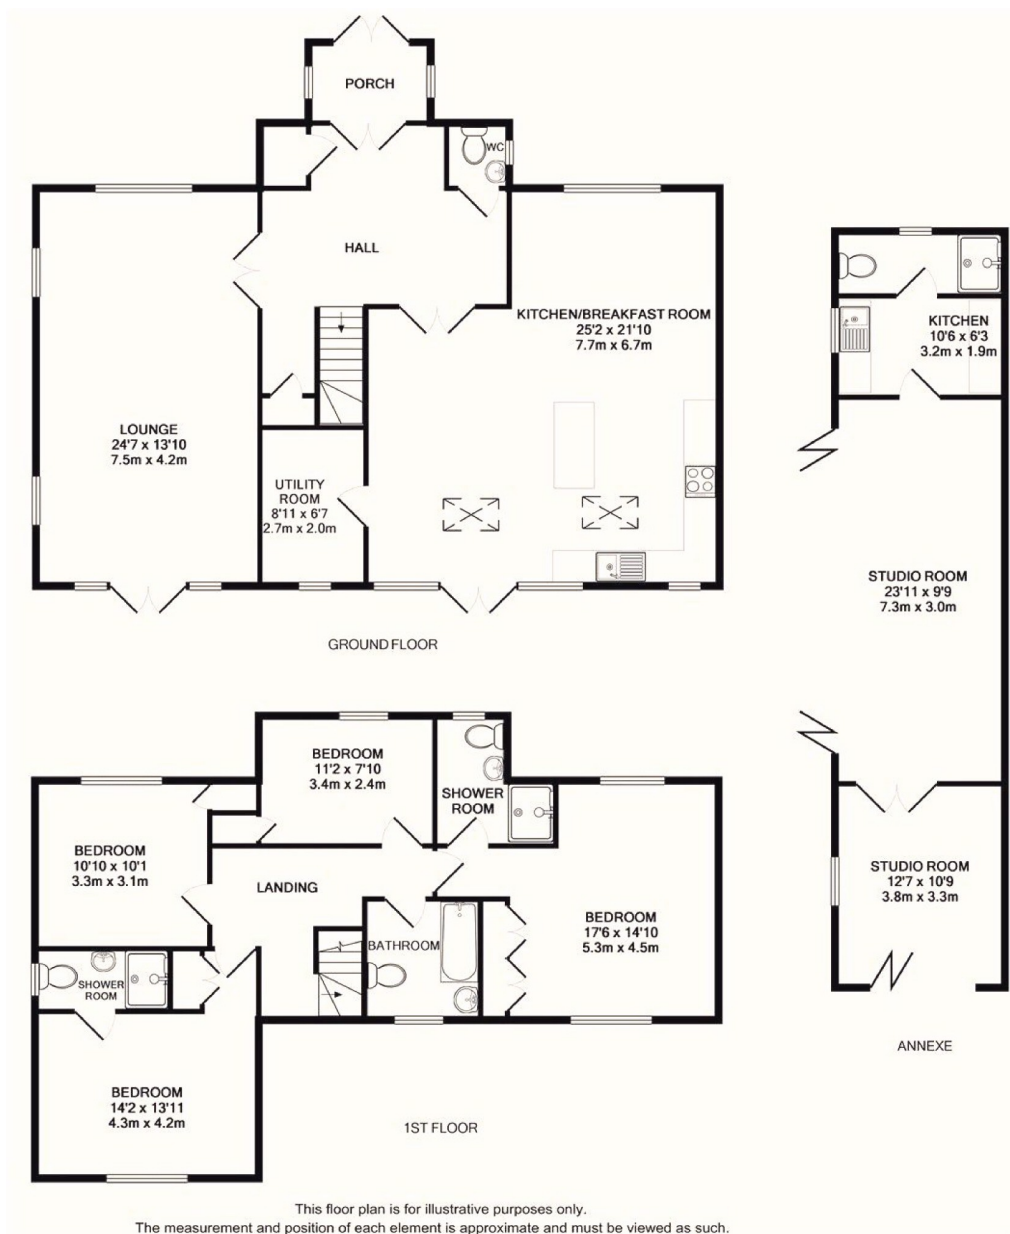 PORCH
WC
HALL
KITCHEN/BREAKFAST ROOM
25'2 x 21'10
7.7m x 6.7m
LOUNGE
24'7 x 13'10
7.5m x 4.2m
UTILITY
ROOM
8'11 x 6'7
2.7m x 2.0m
GROUND FLOOR
KITCHEN
10'6 x 6'3
3.2m x 1.9m
STUDIO ROOM
23'11 x 9'9
7.3m x 3.0m
STUDIO ROOM
12'7 x 10'9
3.8m x 3.3m
ANNEXE
BEDROOM
11'2 x 7'10
3.4m x 2.4m
SHOWER
ROOM
BEDROOM
10'10 x 10'1
3.3m x 3.1m
LANDING
BATHROOM
BEDROOM
17'6 x 14'10
5.3m x 4.5m
SHOWER
ROOM
BEDROOM
14'2 x 13'11
4.3m x 4.2m
1ST FLOOR
This floor plan is for illustrative purposes only.
The measurement and position of each element is approximate and must be viewed as such.